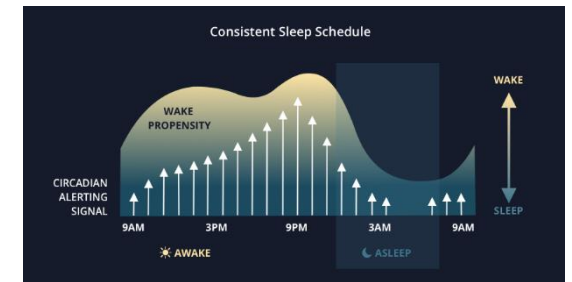 Consistent Sleep Schedule
WAKE
WAKE
PROPENSITY
CIRCADIAN
ALERTING
SIGNAL
SLEEP
9AM
3PM
9PM
3AM
9AM
AWAKE
ASLEEP